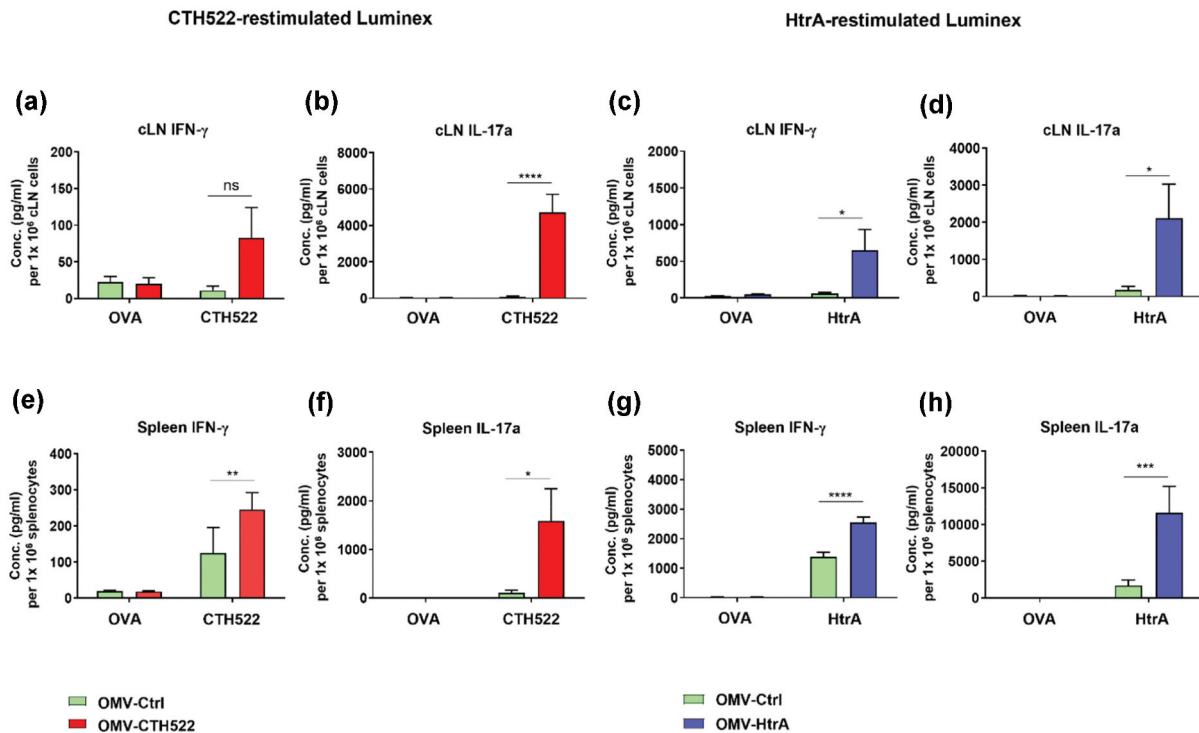 CTH522-restimulated Luminex
HtrA-restimulated Luminex
(a)
cLN IFN-γ
Conc. (pg/ml)
per 1x 10⁶ cLN cells
200
150
100
50
0
ns
OVA
CTH522
(b)
cLN IL-17a
Conc. (pg/ml)
per 1x 10⁶ cLN cells
8000
6000
4000
2000
0
****
OVA
CTH522
(c)
cLN IFN-γ
Conc. (pg/ml)
per 1x 10⁶ cLN cells
2000
1500
1000
500
0
*
OVA
HtrA
(d)
cLN IL-17a
Conc. (pg/ml)
per 1x 10⁶ cLN cells
4000
3000
2000
1000
0
*
OVA
HtrA
(e)
Spleen IFN-γ
Conc. (pg/ml)
per 1x 10⁶ splenocytes
400
300
200
100
0
**
OVA
CTH522
(f)
Spleen IL-17a
Conc. (pg/ml)
per 1x 10⁶ splenocytes
3000
2000
1000
0
*
OVA
CTH522
(g)
Spleen IFN-γ
Conc. (pg/ml)
per 1x 10⁶ splenocytes
5000
4000
3000
2000
1000
0
****
OVA
HtrA
(h)
Spleen IL-17a
Conc. (pg/ml)
per 1x 10⁶ splenocytes
20000
15000
10000
5000
0
***
OVA
HtrA
OMV-Ctrl
OMV-CTH522
OMV-Ctrl
OMV-HtrA